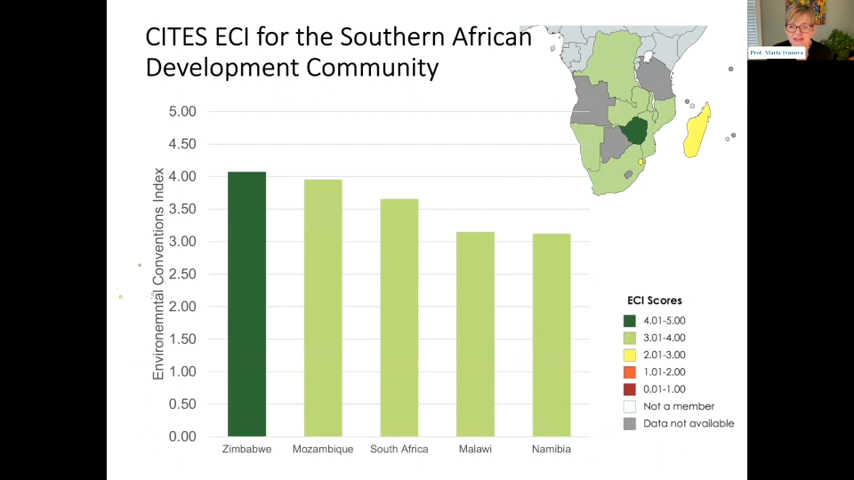 CITES ECI for the Southern African
Development Community
Prof. Maria Ivanova
Environemntal Conventions Index
5.00
4.50
4.00
3.50
3.00
2.50
2.00
1.50
1.00
0.50
0.00
Zimbabwe
Mozambique
South Africa
Malawi
Namibia
ECI Scores
4.01-5.00
3.01-4.00
2.01-3.00
1.01-2.00
0.01-1.00
Not a member
Data not available